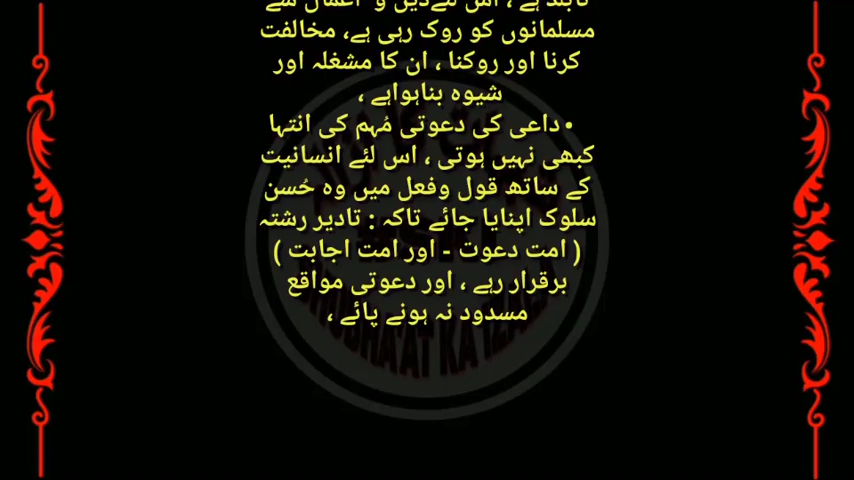 مسلمانوں کو روک رہی ہے، مخالفت
کرنا اور روکنا ، ان کا مشغلہ اور
شیوہ بناہواہے ،
• داعی کی دعوتی مُہم کی انتہا
کبھی نہیں ہوتی ، اس لئے انسانیت
کے ساتھ قول وفعل میں وہ حُسن
سلوک اپنایا جائے تاکہ : تادیر رشتہ
( امت دعوت - اور امت اجابت )
برقرار رہے ، اور دعوتی مواقع
مسدود نہ ہونے پائے ،
KA